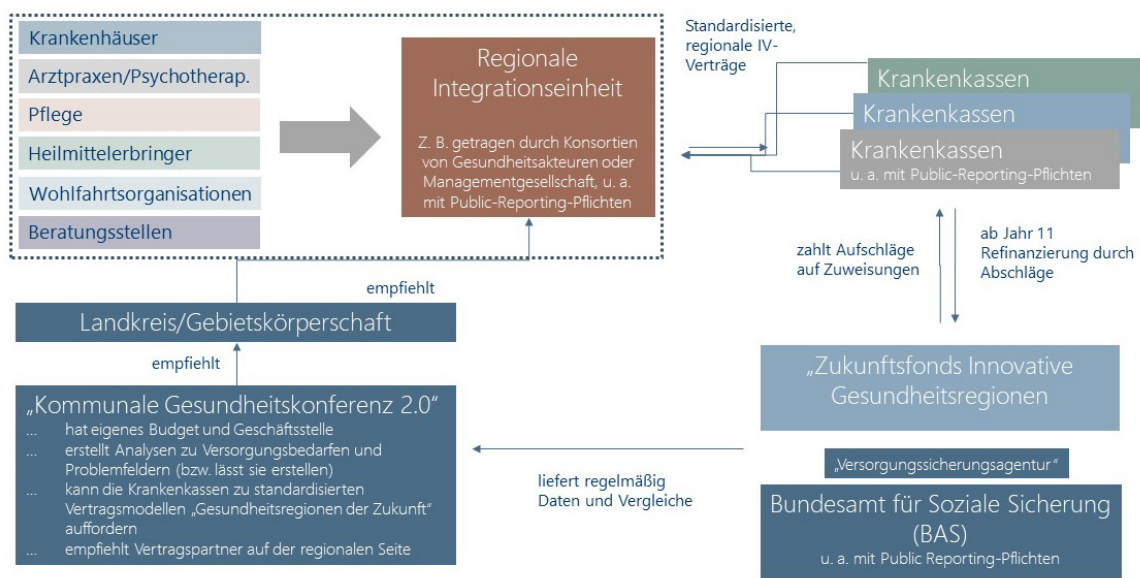 Krankenhäuser
Arztpraxen/Psychotherap.
Pflege
Heilmittelerbringer
Wohlfahrtsorganisationen
Beratungsstellen
Regionale
Integrationseinheit
Z. B. getragen durch Konsortien
von Gesundheitsakteuren oder
Managementgesellschaft, u. a.
mit Public-Reporting-Pflichten
Standardisierte,
regionale IV-
Verträge
Krankenkassen
Krankenkassen
Krankenkassen
u. a. mit Public-Reporting-Pflichten
zahlt Aufschläge
auf Zuweisungen
ab Jahr 11
Refinanzierung durch
Abschläge
empfiehlt
Landkreis/Gebietskörperschaft
empfiehlt
„Kommunale Gesundheitskonferenz 2.0“
... hat eigenes Budget und Geschäftsstelle
... erstellt Analysen zu Versorgungsbedarfen und
Problemfeldern (bzw. lässt sie erstellen)
... kann die Krankenkassen zu standardisierten
Vertragsmodellen „Gesundheitsregionen der Zukunft“
auffordern
... empfiehlt Vertragspartner auf der regionalen Seite
liefert regelmäßig
Daten und Vergleiche
„Zukunftsfonds Innovative
Gesundheitsregionen
„Versorgungssicherungsagentur“
Bundesamt für Soziale Sicherung
(BAS)
u. a. mit Public Reporting-Pflichten